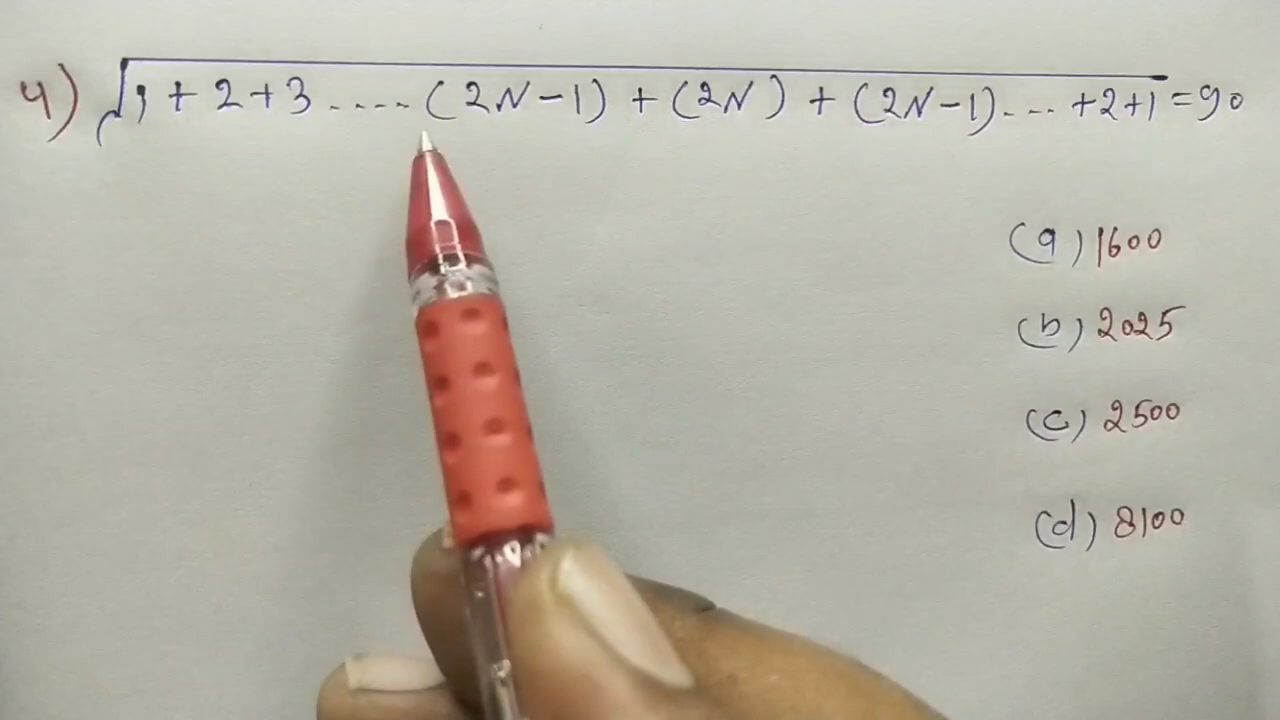 4) √1 + 2 + 3 .... (2N-1) + (2N) + (2N-1) ... +2+1 = 90
(a) 1600
(b) 2025
(c) 2500
(d) 8100